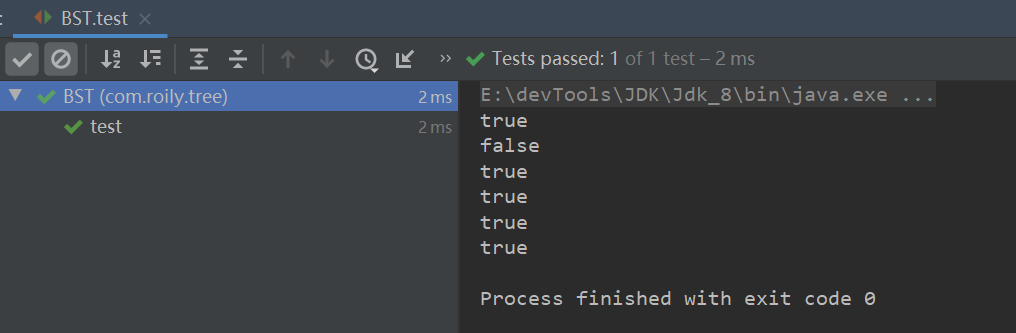 :
BST.test
Tests passed: 1 of 1 test – 2 ms
BST (com.roily.tree) 2 ms
test 2 ms
E:\devTools\JDK\Jdk_8\bin\java.exe ...
true
false
true
true
true
true
Process finished with exit code 0